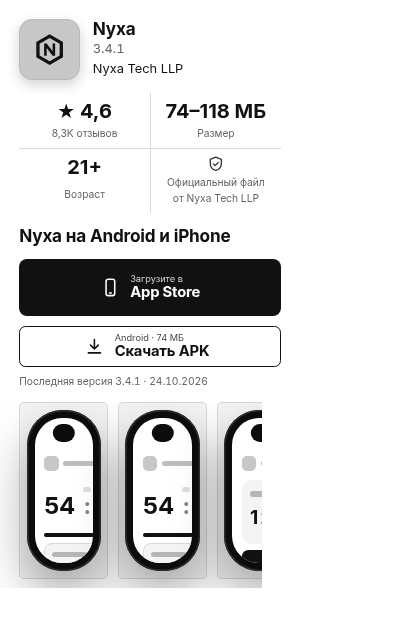 Nyxa
3.4.1
Nyxa Tech LLP
★ 4,6
8,3K отзывов
74–118 МБ
Размер
21+
Возраст
Официальный файл
от Nyxa Tech LLP
Nyxa на Android и iPhone
Загрузите в
App Store
Android · 74 МБ
Скачать APK
Последняя версия 3.4.1 · 24.10.2026
54 :
54 :